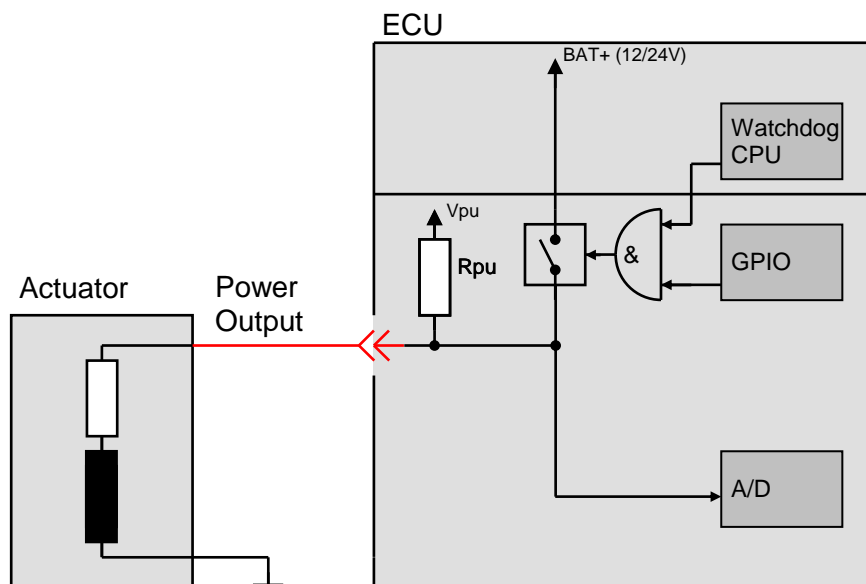 ECU
BAT+ (12/24V)
Watchdog
CPU
Vpu
Rpu
&
GPIO
Actuator
Power
Output
A/D